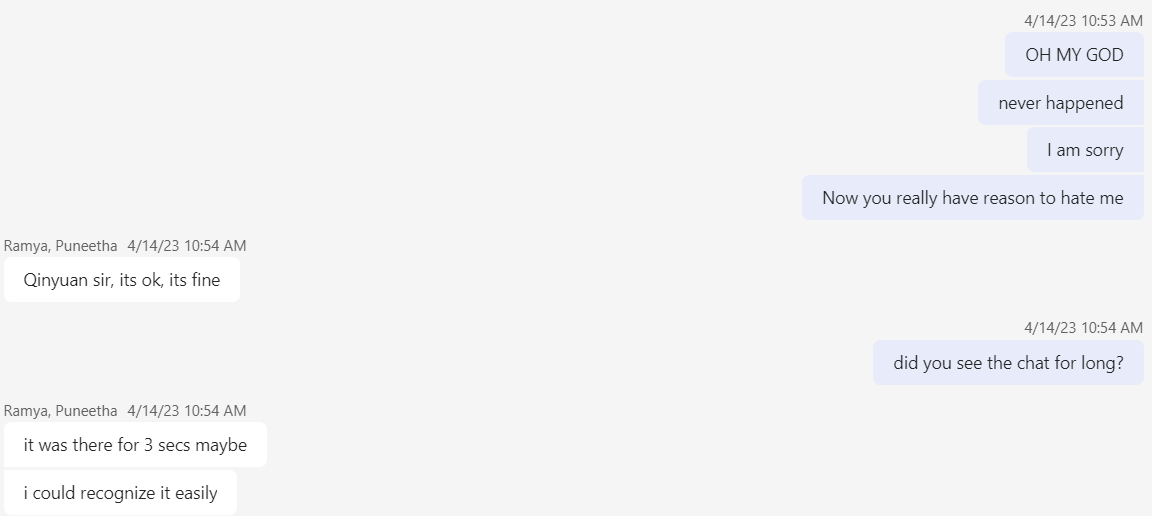 4/14/23 10:53 AM
OH MY GOD
never happened
I am sorry
Now you really have reason to hate me
Ramya, Puneetha 4/14/23 10:54 AM
Qinyuan sir, its ok, its fine
4/14/23 10:54 AM
did you see the chat for long?
Ramya, Puneetha 4/14/23 10:54 AM
it was there for 3 secs maybe
i could recognize it easily